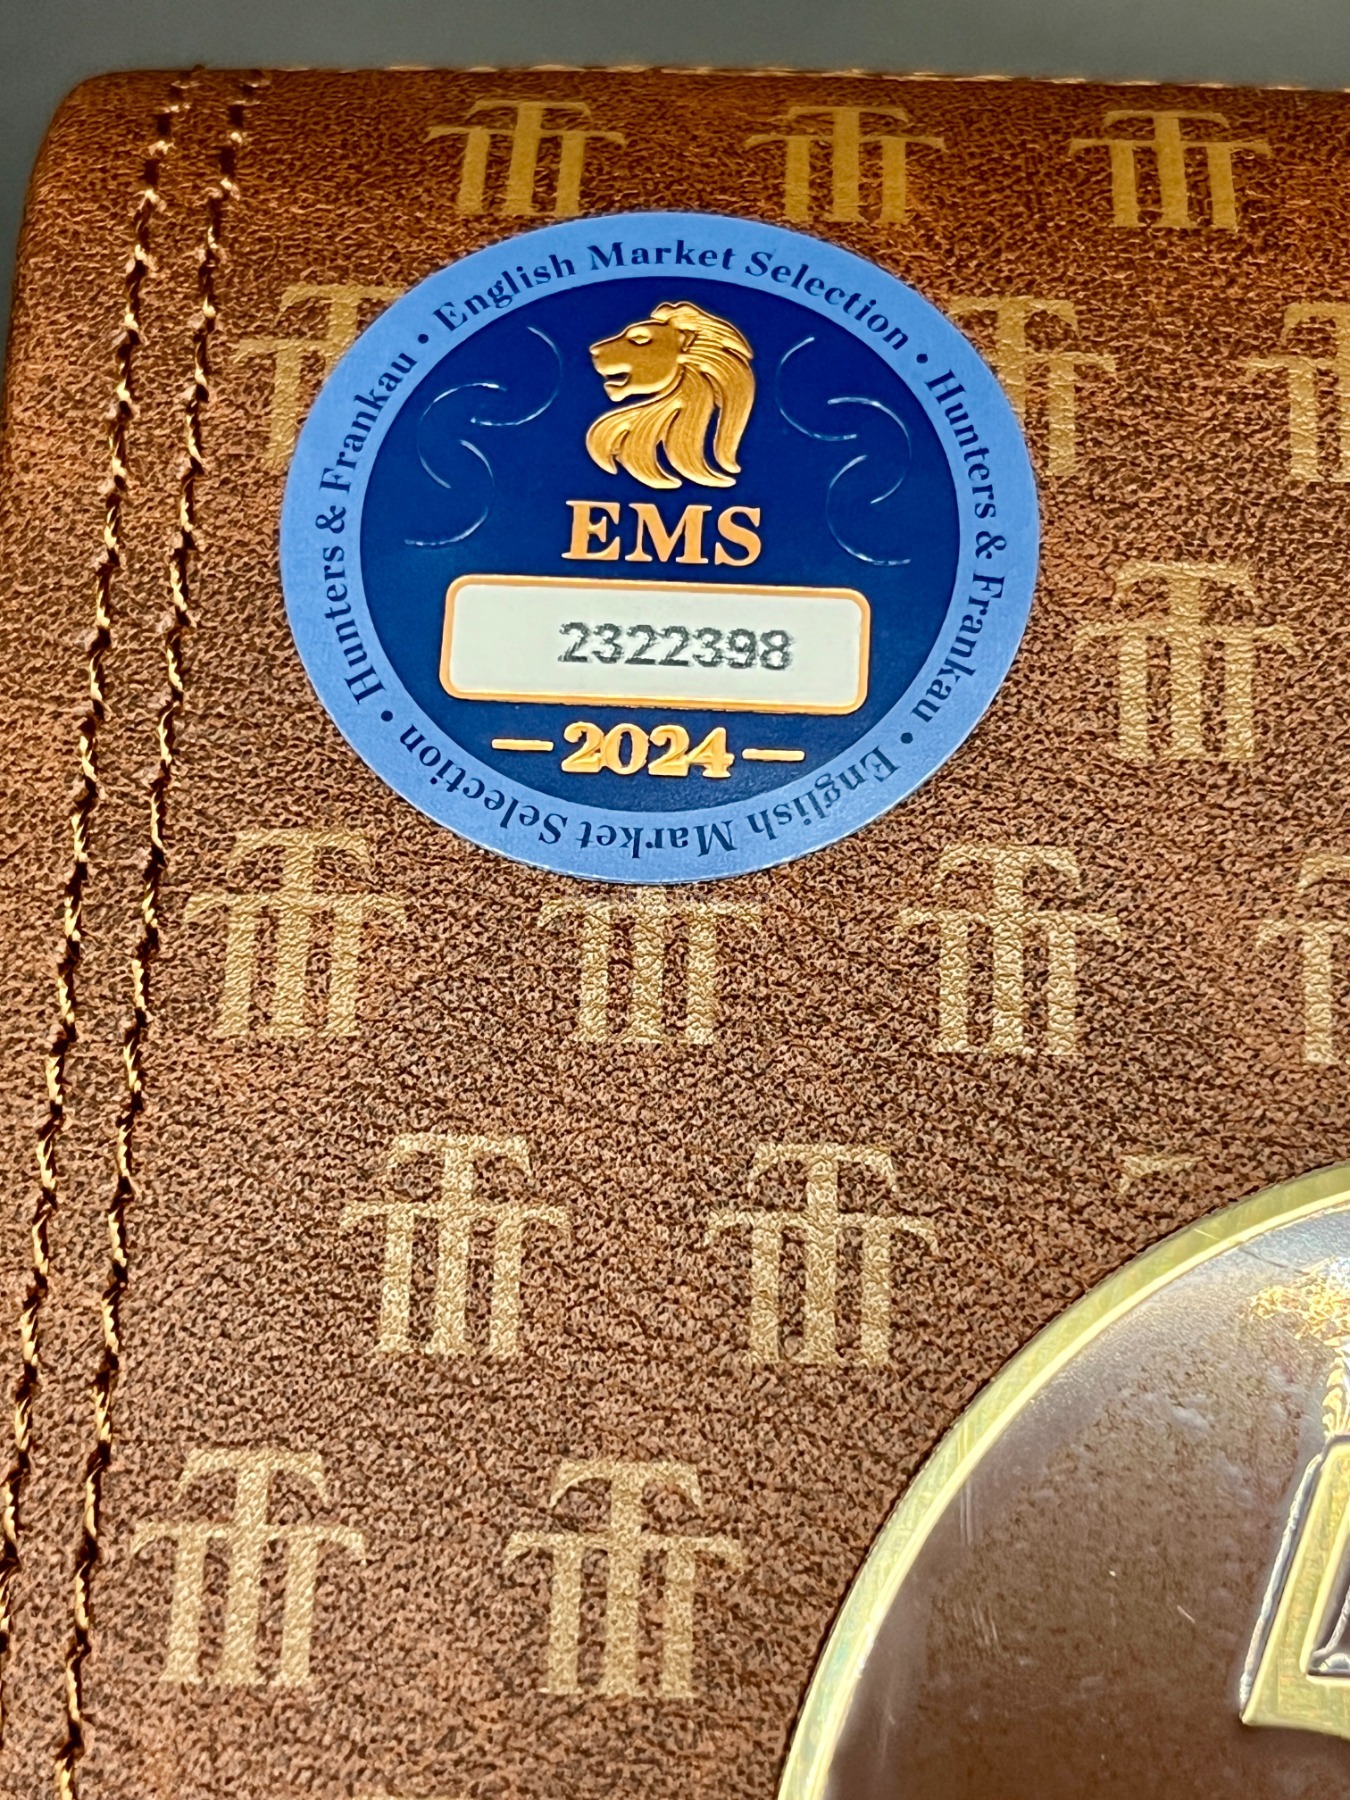 English Market Selection • Hunters & Frankau • English Market Selection • Hunters & Frankau •
EMS
2322398
2024